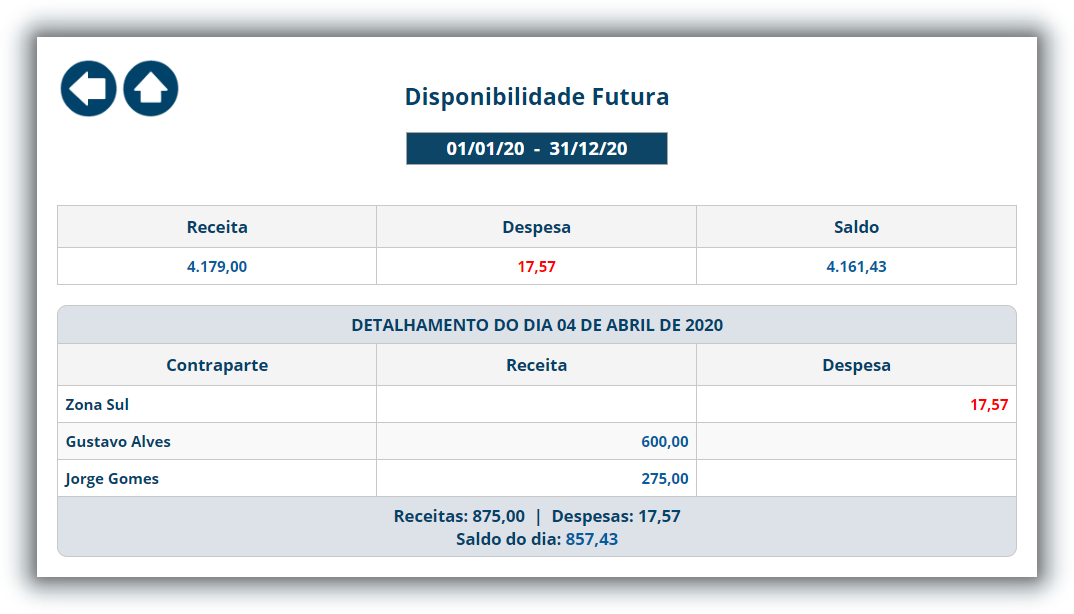 Disponibilidade Futura
01/01/20 - 31/12/20
Receita Despesa Saldo
4.179,00 17,57 4.161,43
DETALHAMENTO DO DIA 04 DE ABRIL DE 2020
Contraparte Receita Despesa
Zona Sul 17,57
Gustavo Alves 600,00
Jorge Gomes 275,00
Receitas: 875,00 | Despesas: 17,57
Saldo do dia: 857,43